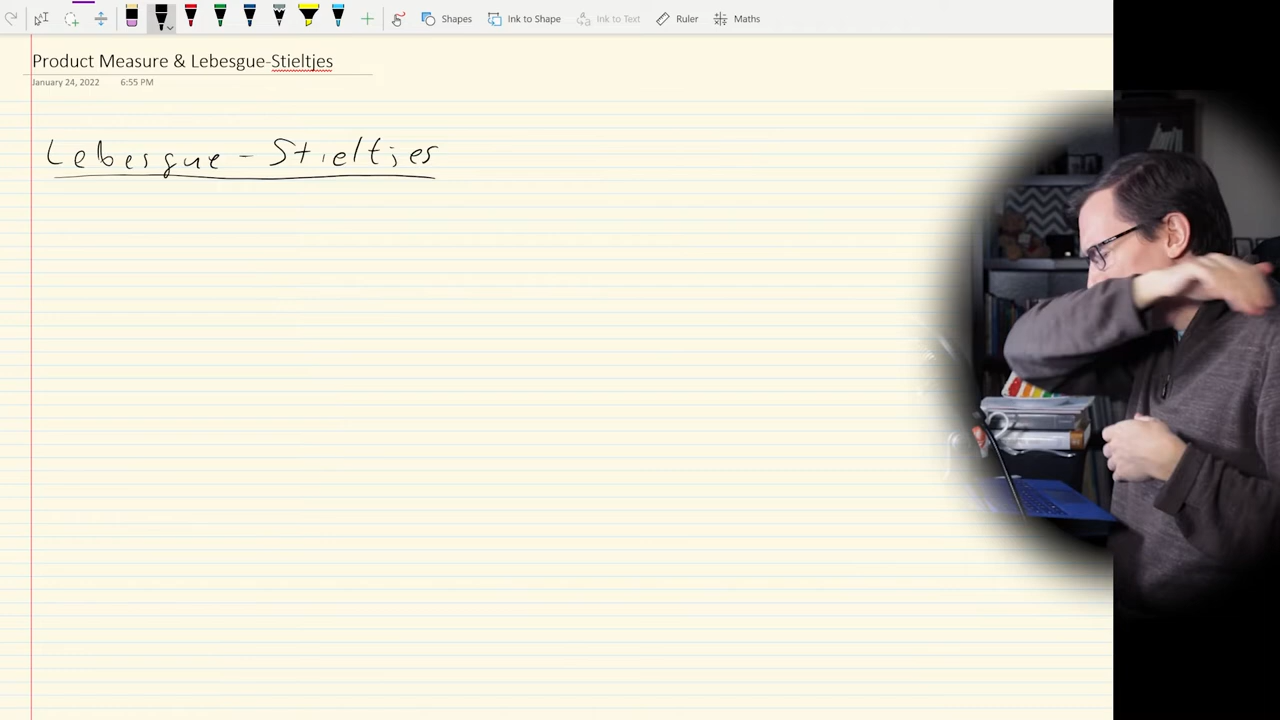 Shapes Ink to Shape Ink to Text Ruler Maths
Product Measure & Lebesgue-Stieltjes
January 24, 2022 6:55 PM
Lebesgue - Stieltjes